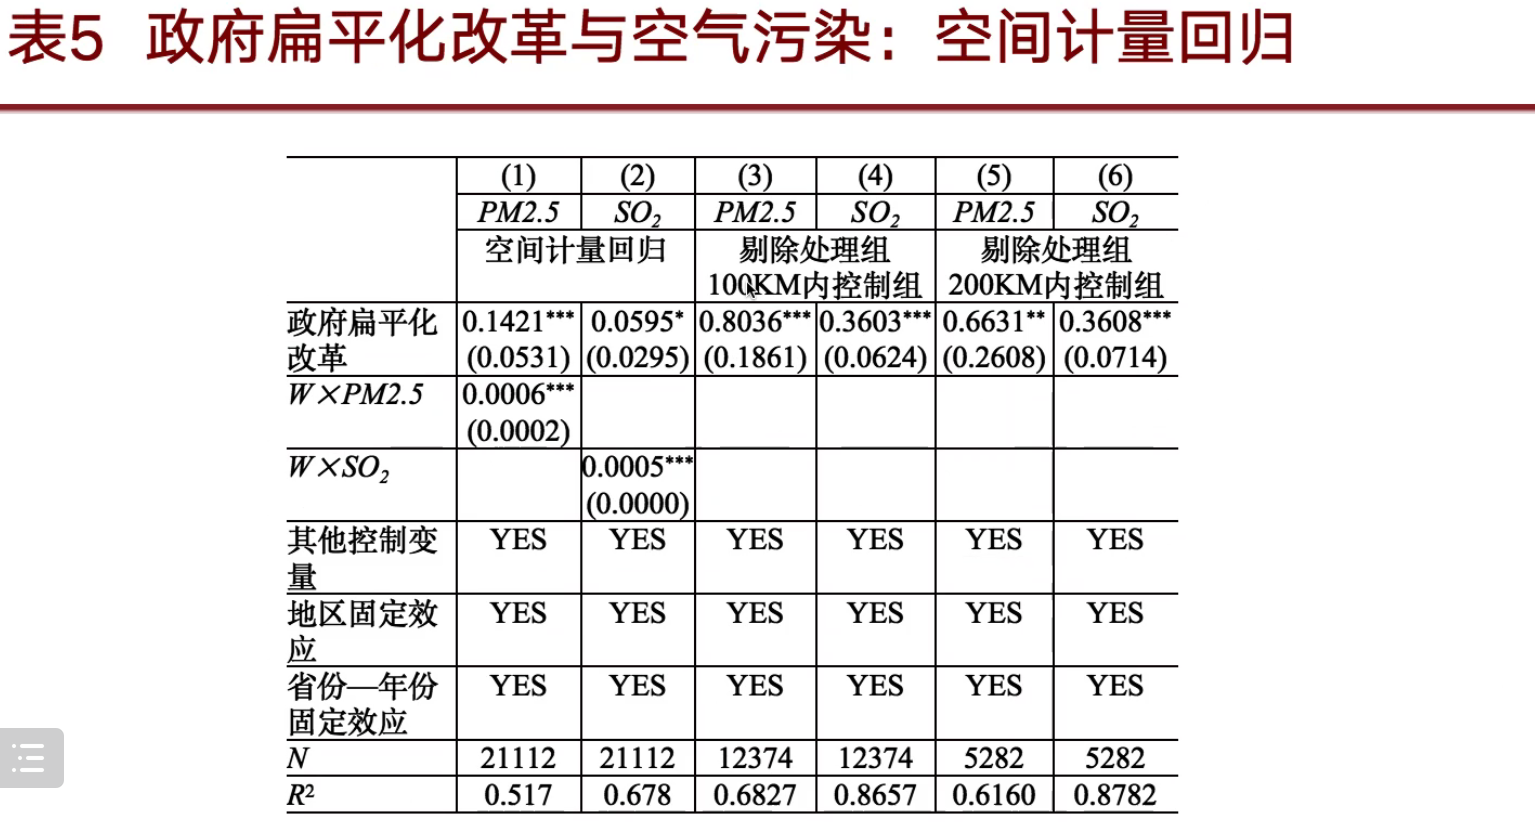 表5 政府扁平化改革与空气污染：空间计量回归
(1) (2) (3) (4) (5) (6)
PM2.5 SO₂ PM2.5 SO₂ PM2.5 SO₂
空间计量回归 剔除处理组 剔除处理组
100KM内控制组 200KM内控制组
政府扁平化 0.1421*** 0.0595* 0.8036*** 0.3603*** 0.6631** 0.3608***
改革 (0.0531) (0.0295) (0.1861) (0.0624) (0.2608) (0.0714)
W×PM2.5 0.0006***
(0.0002)
W×SO₂ 0.0005***
(0.0000)
其他控制变 YES YES YES YES YES YES
量
地区固定效 YES YES YES YES YES YES
应
省份—年份 YES YES YES YES YES YES
固定效应
N 21112 21112 12374 12374 5282 5282
R² 0.517 0.678 0.6827 0.8657 0.6160 0.8782